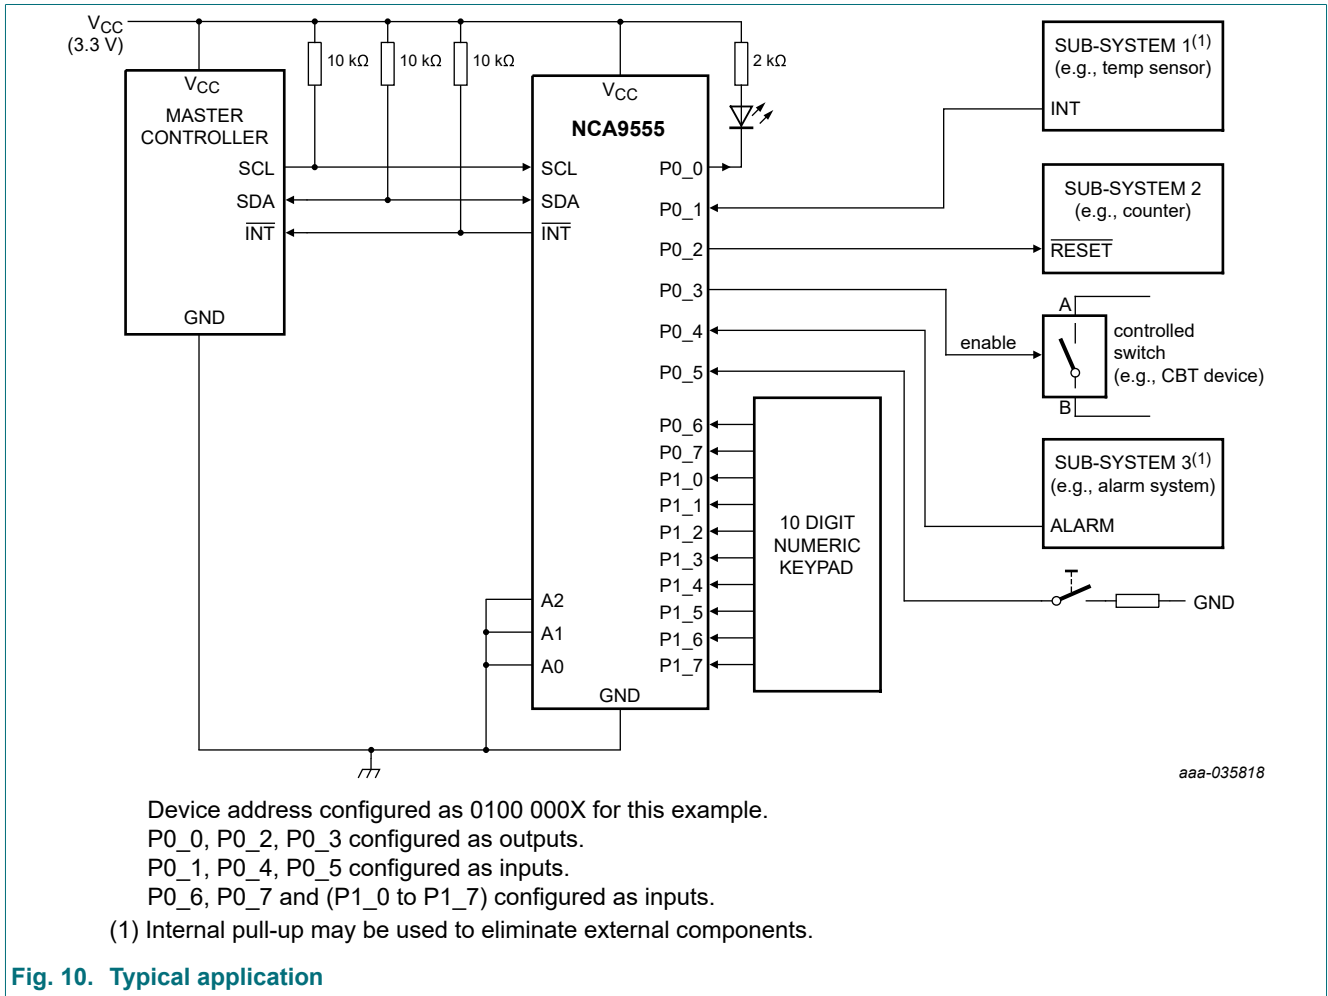 VCC
(3.3 V)
10 kΩ
10 kΩ
10 kΩ
2 kΩ
VCC
MASTER
CONTROLLER
SCL
SDA
INT
GND
VCC
NCA9555
SCL
SDA
INT
A2
A1
A0
GND
P0_0
P0_1
P0_2
P0_3
P0_4
P0_5
P0_6
P0_7
P1_0
P1_1
P1_2
P1_3
P1_4
P1_5
P1_6
P1_7
10 DIGIT
NUMERIC
KEYPAD
SUB-SYSTEM 1(1)
(e.g., temp sensor)
INT
SUB-SYSTEM 2
(e.g., counter)
RESET
A
enable
controlled
switch
(e.g., CBT device)
B
SUB-SYSTEM 3(1)
(e.g., alarm system)
ALARM
GND
aaa-035818
Device address configured as 0100 000X for this example.
P0_0, P0_2, P0_3 configured as outputs.
P0_1, P0_4, P0_5 configured as inputs.
P0_6, P0_7 and (P1_0 to P1_7) configured as inputs.
(1) Internal pull-up may be used to eliminate external components.
Fig. 10. Typical application